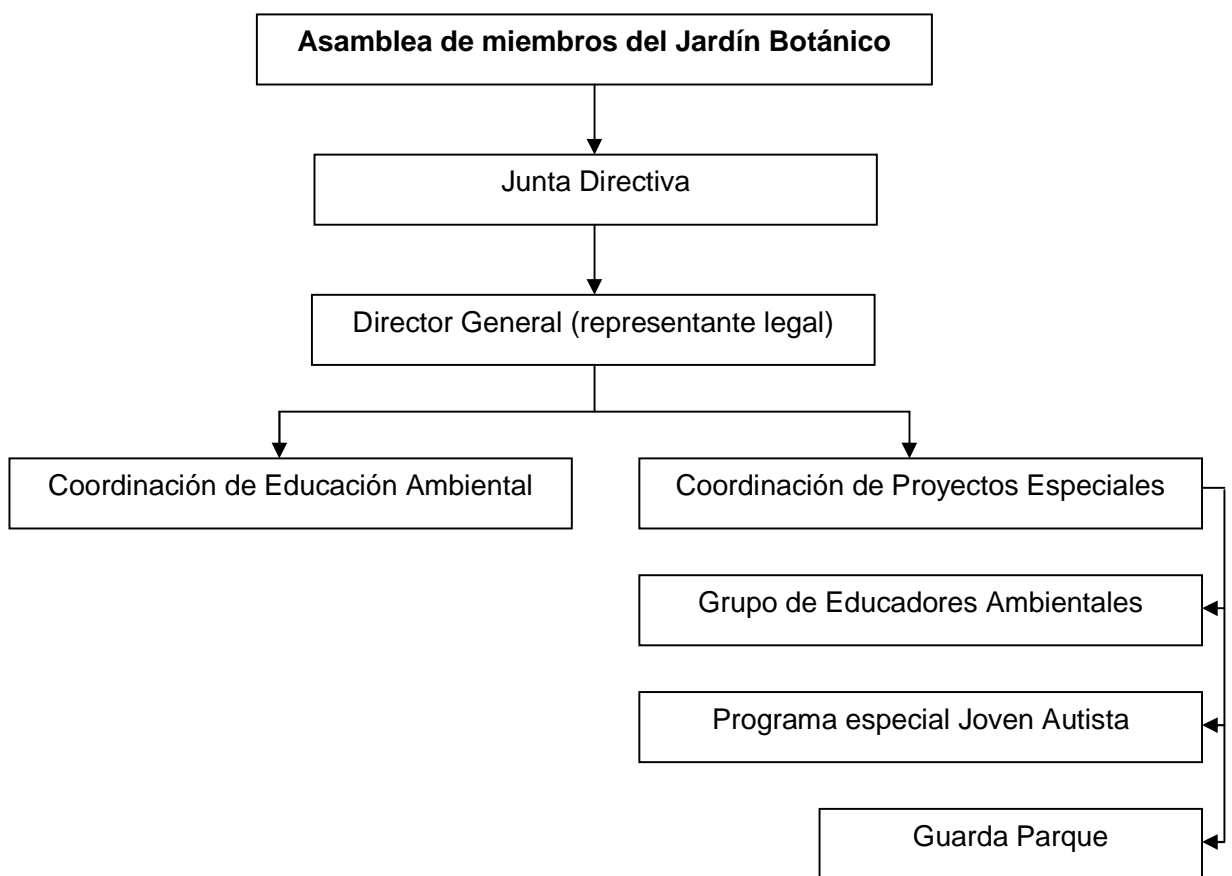 Asamblea de miembros del Jardín Botánico
Junta Directiva
Director General (representante legal)
Coordinación de Educación Ambiental
Coordinación de Proyectos Especiales
Grupo de Educadores Ambientales
Programa especial Joven Autista
Guarda Parque